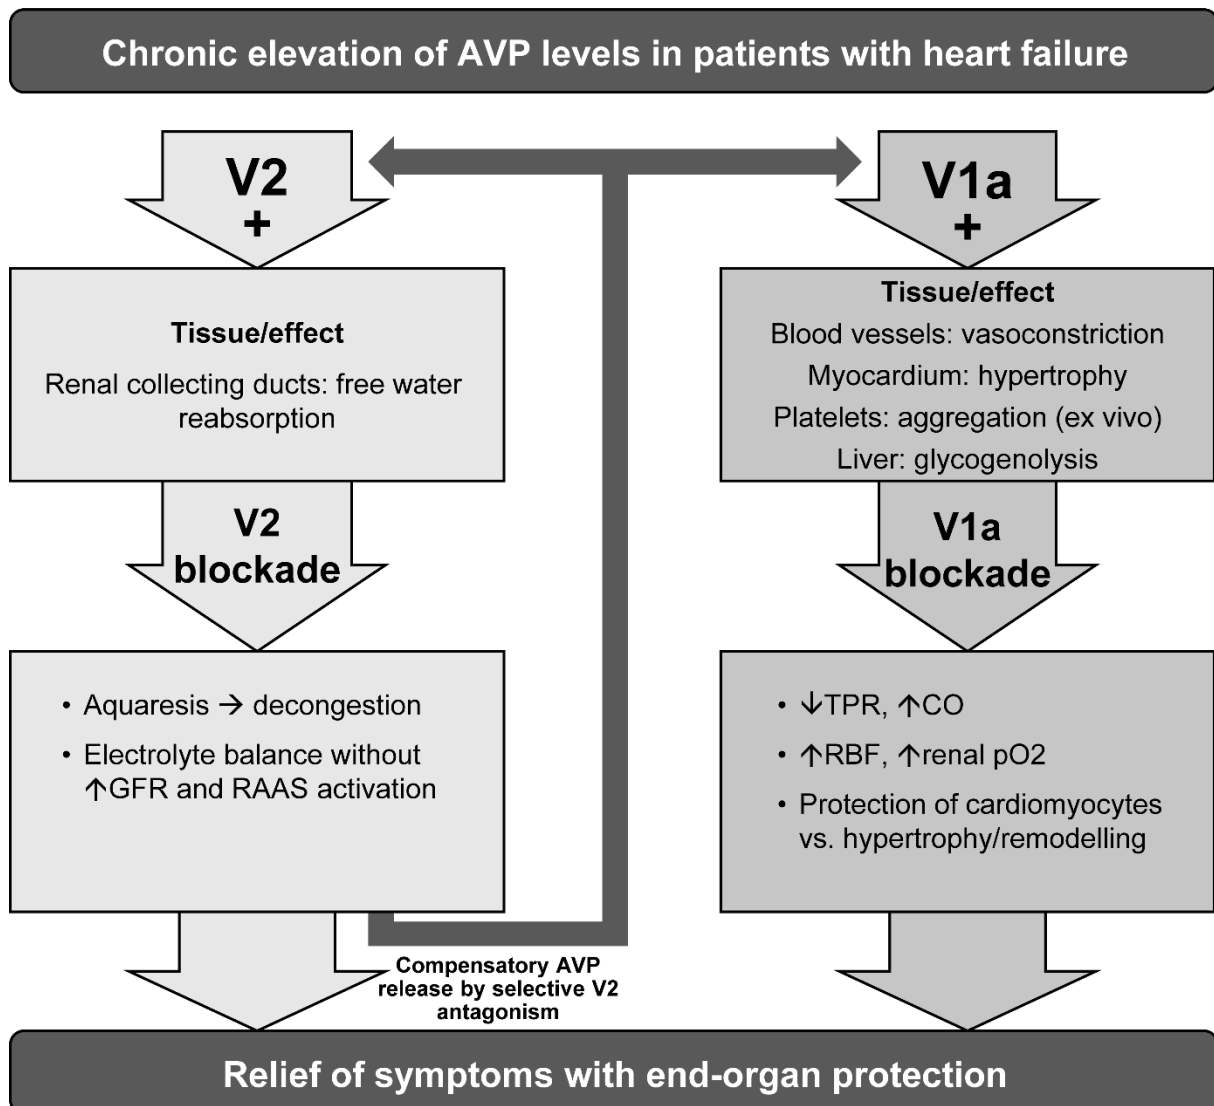 Chronic elevation of AVP levels in patients with heart failure
V2
+
Tissue/effect
Renal collecting ducts: free water
reabsorption
V2
blockade
• Aquaresis → decongestion
• Electrolyte balance without
↑GFR and RAAS activation
Compensatory AVP
release by selective V2
antagonism
V1a
+
Tissue/effect
Blood vessels: vasoconstriction
Myocardium: hypertrophy
Platelets: aggregation (ex vivo)
Liver: glycogenolysis
V1a
blockade
• ↓TPR, ↑CO
• ↑RBF, ↑renal pO2
• Protection of cardiomyocytes
vs. hypertrophy/remodelling
Relief of symptoms with end-organ protection